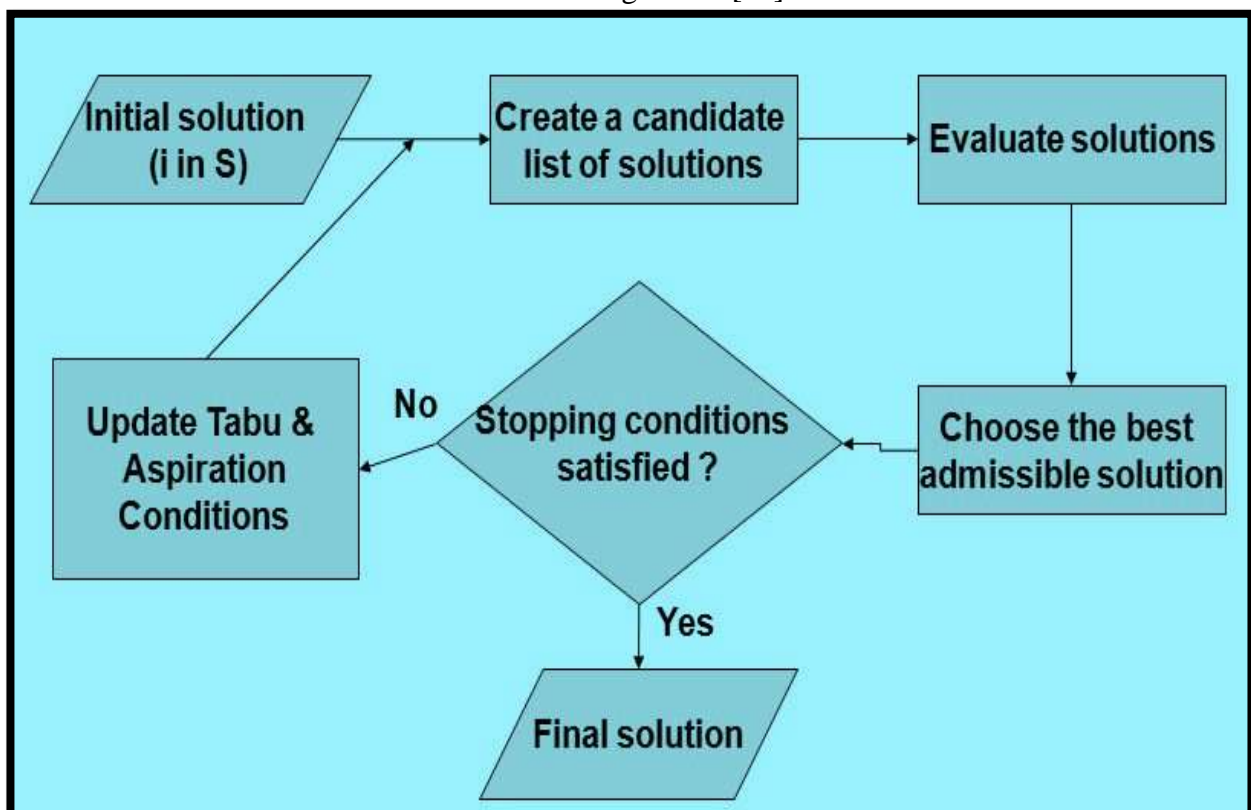 Initial solution
(i in S)
Create a candidate
list of solutions
Evaluate solutions
Choose the best
admissible solution
Stopping conditions
satisfied ?
No
Update Tabu &
Aspiration
Conditions
Yes
Final solution